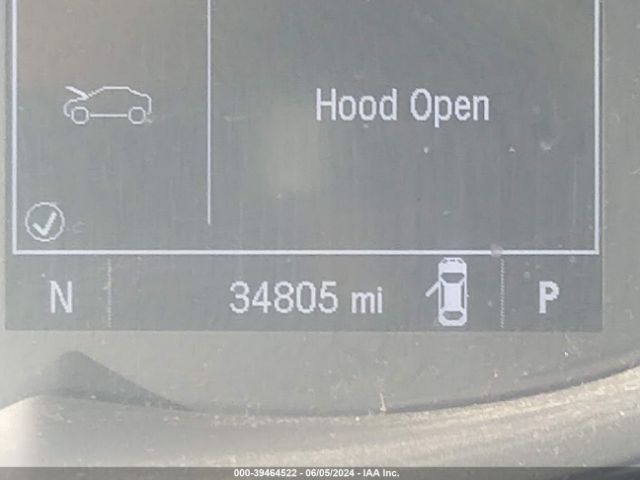 Hood Open
N 34805 mi P
000-39464522 - 06/05/2024 - IAA Inc.